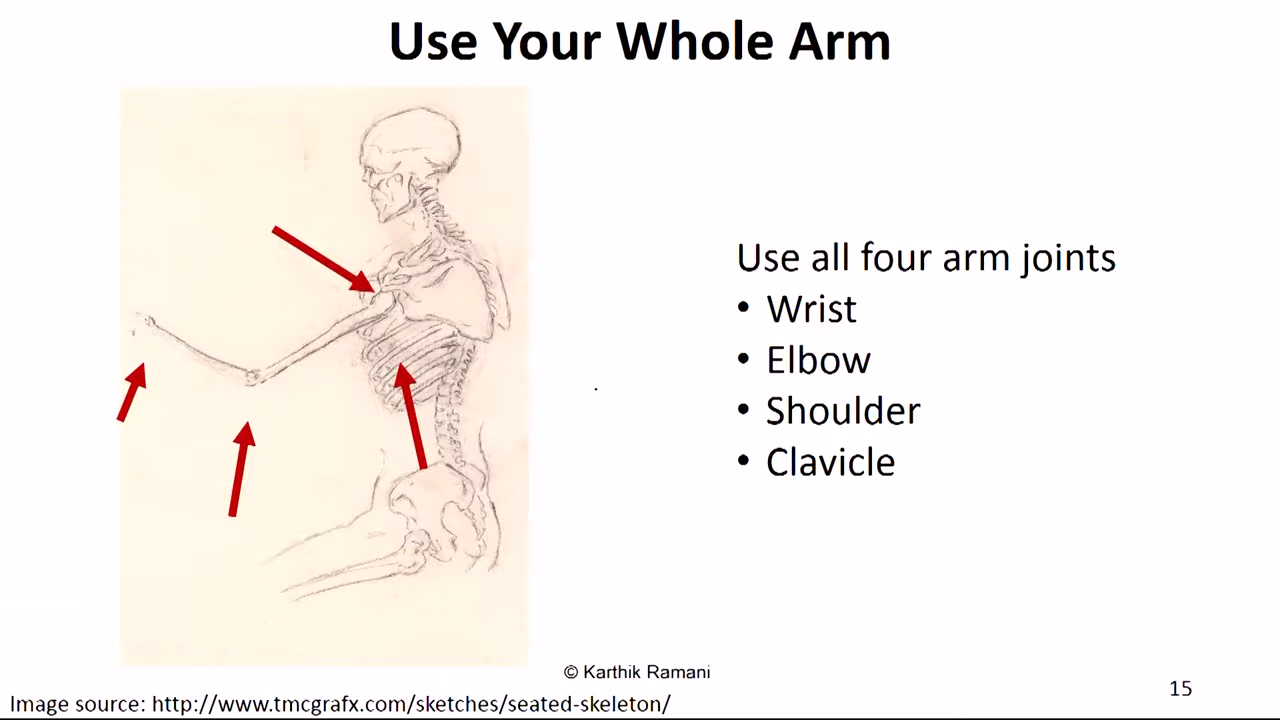 Use Your Whole Arm
Use all four arm joints
• Wrist
• Elbow
• Shoulder
• Clavicle
© Karthik Ramani
15
Image source: http://www.tmcgrafx.com/sketches/seated-skeleton/